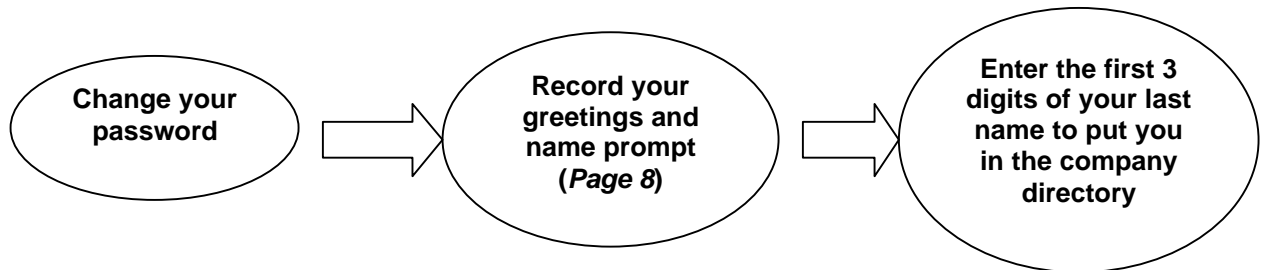 Change your
password
Record your
greetings and
name prompt
(Page 8)
Enter the first 3
digits of your last
name to put you
in the company
directory